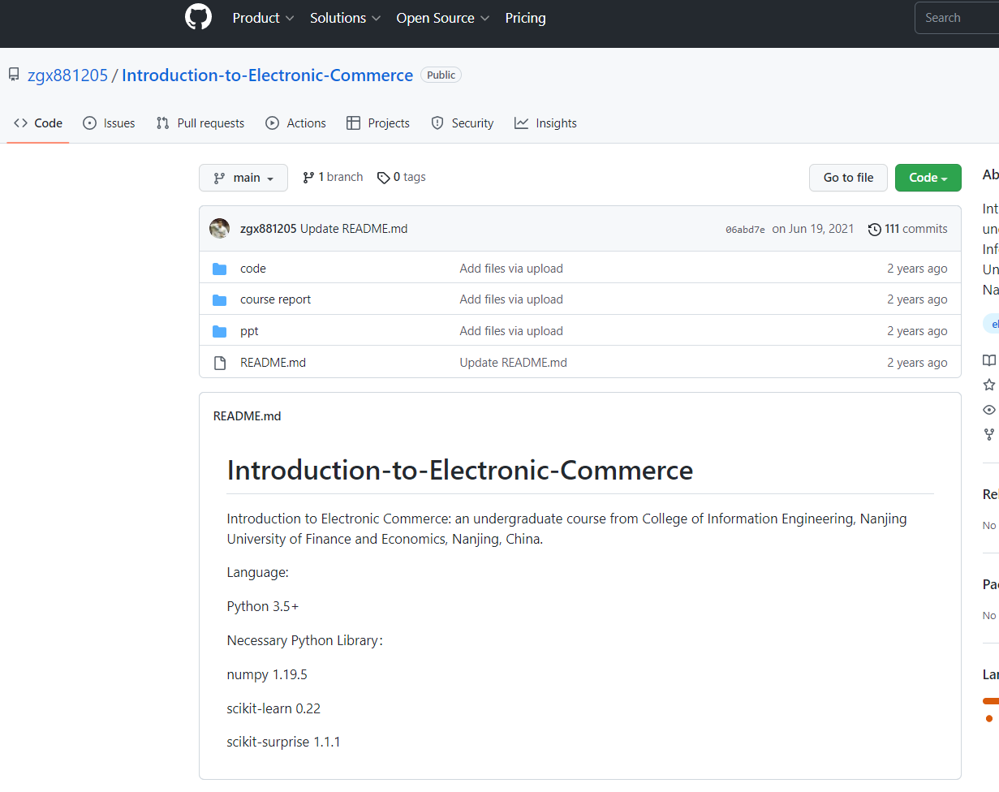 Product Solutions Open Source Pricing Search
zgx881205 / Introduction-to-Electronic-Commerce Public
Code Issues Pull requests Actions Projects Security Insights
main 1 branch 0 tags Go to file Code
zgx881205 Update README.md 06abd7e on Jun 19, 2021 111 commits
code Add files via upload 2 years ago
course report Add files via upload 2 years ago
ppt Add files via upload 2 years ago
README.md Update README.md 2 years ago
README.md
Introduction-to-Electronic-Commerce
Introduction to Electronic Commerce: an undergraduate course from College of Information Engineering, Nanjing
University of Finance and Economics, Nanjing, China.
Language:
Python 3.5+
Necessary Python Library：
numpy 1.19.5
scikit-learn 0.22
scikit-surprise 1.1.1
No
No